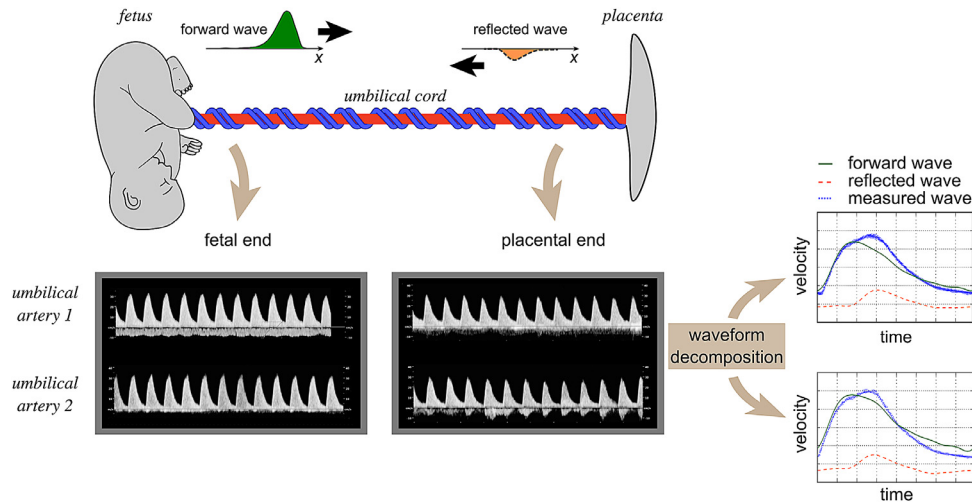 fetus
placenta
forward wave
reflected wave
x
x
umbilical cord
fetal end
placental end
umbilical
artery 1
umbilical
artery 2
waveform
decomposition
forward wave
reflected wave
measured wave
velocity
time
velocity
time